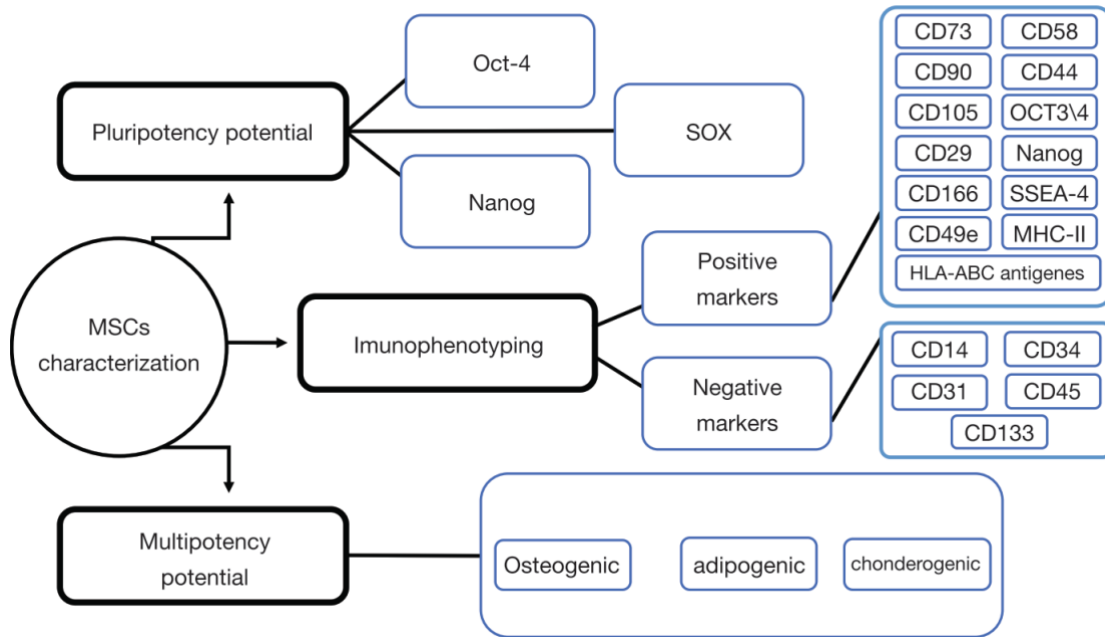 Oct-4
Pluripotency potential
SOX
Nanog
MSCs
characterization
Imunophenotyping
Positive
markers
Negative
markers
CD73
CD58
CD90
CD44
CD105
OCT3\4
CD29
Nanog
CD166
SSEA-4
CD49e
MHC-II
HLA-ABC antigenes
CD14
CD34
CD31
CD45
CD133
Multipotency
potential
Osteogenic
adipogenic
chonderogenic